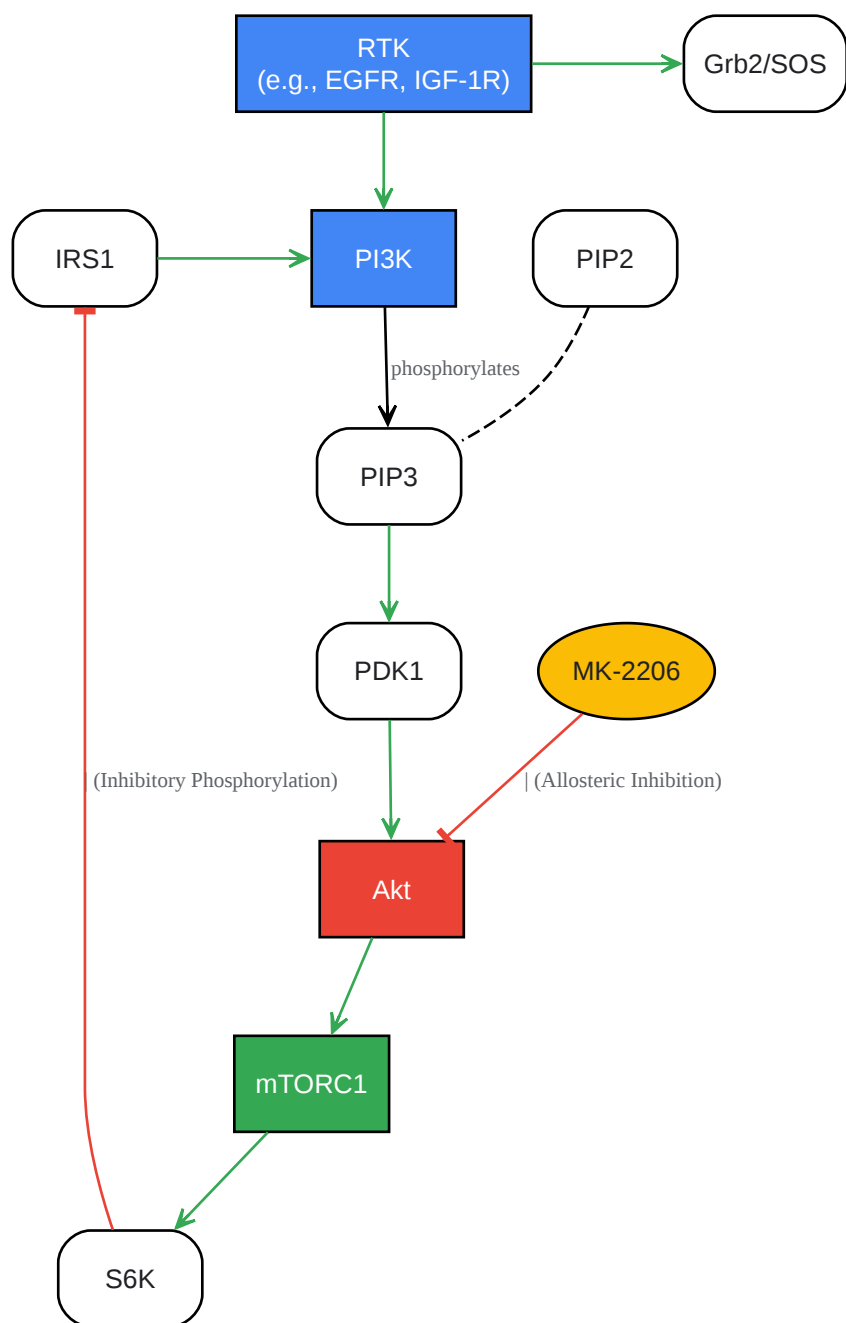 RTK
(e.g., EGFR, IGF-1R)
Grb2/SOS
IRS1
PI3K
PIP2
phosphorylates
PIP3
PDK1
MK-2206
| (Inhibitory Phosphorylation)
| (Allosteric Inhibition)
Akt
mTORC1
S6K